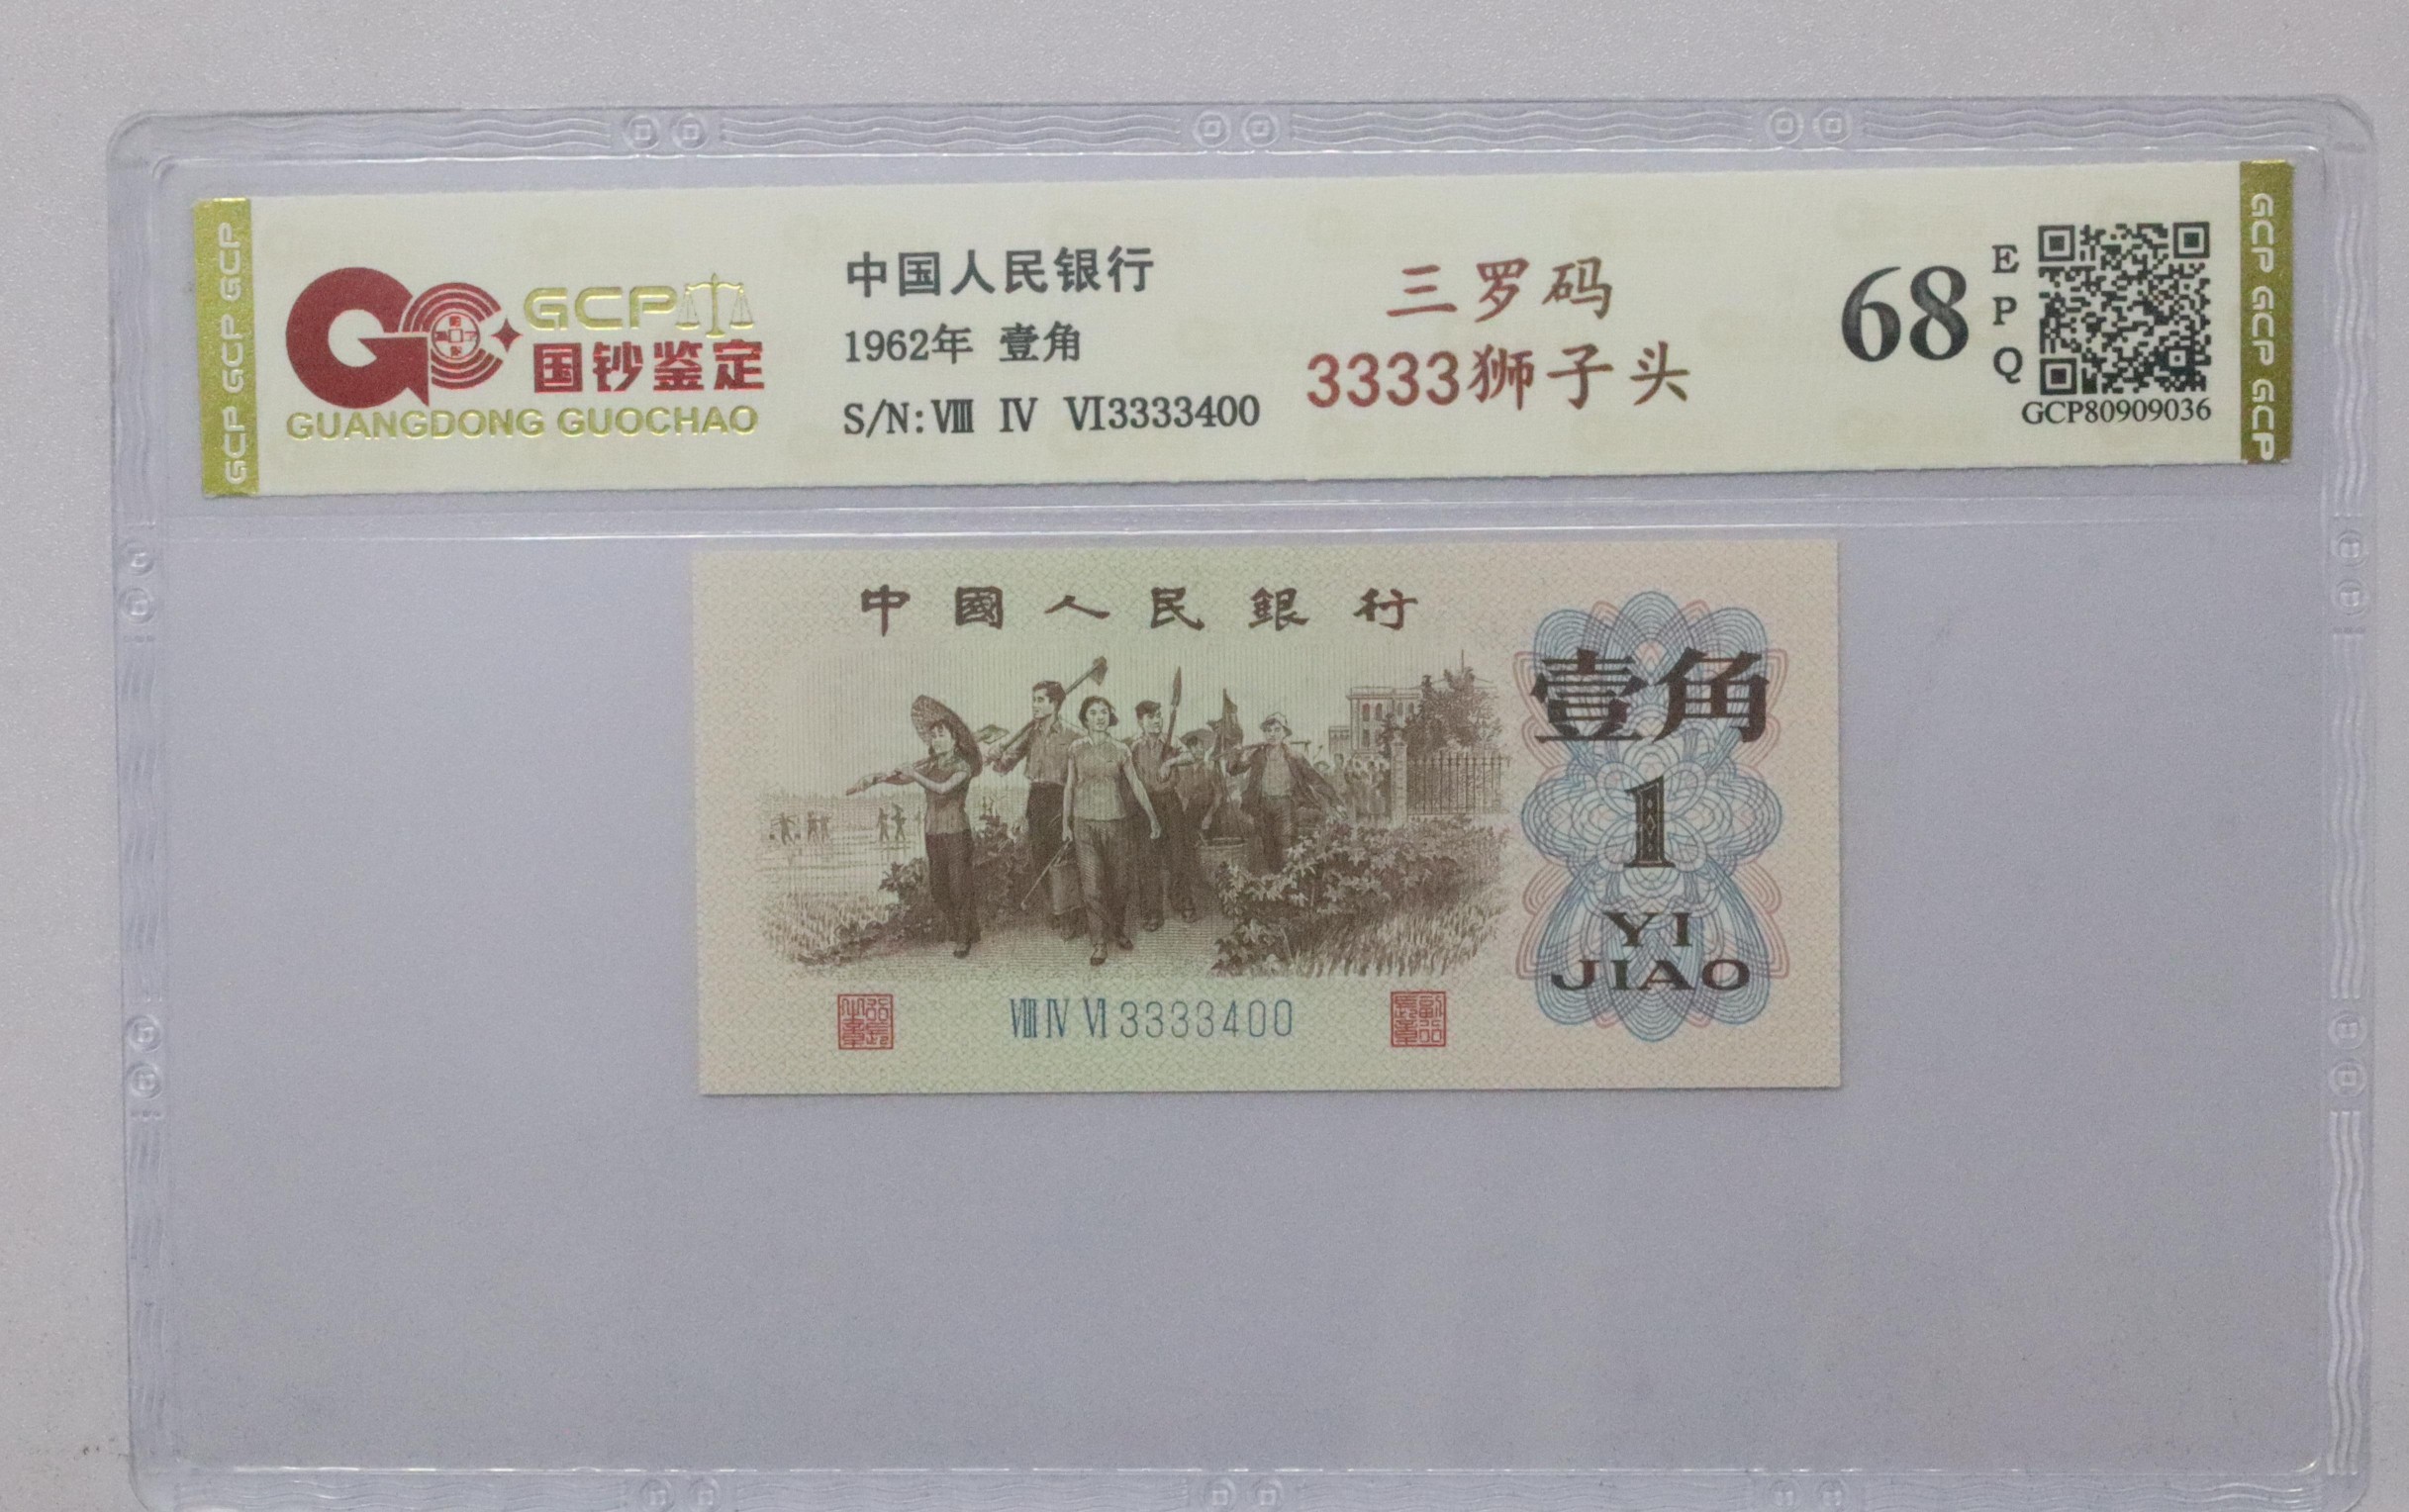 GCP GCP GCP
GCP
国钞鉴定
GUANGDONG GUOCHAO
中国人民银行
1962年 壹角
S/N:Ⅷ Ⅳ Ⅵ3333400
三罗码
3333狮子头
68
EPQ
GCP80909036
GCP GCP GCP
中國人民銀行
壹角
1
YI
JIAO
Ⅷ Ⅳ Ⅵ 3333400